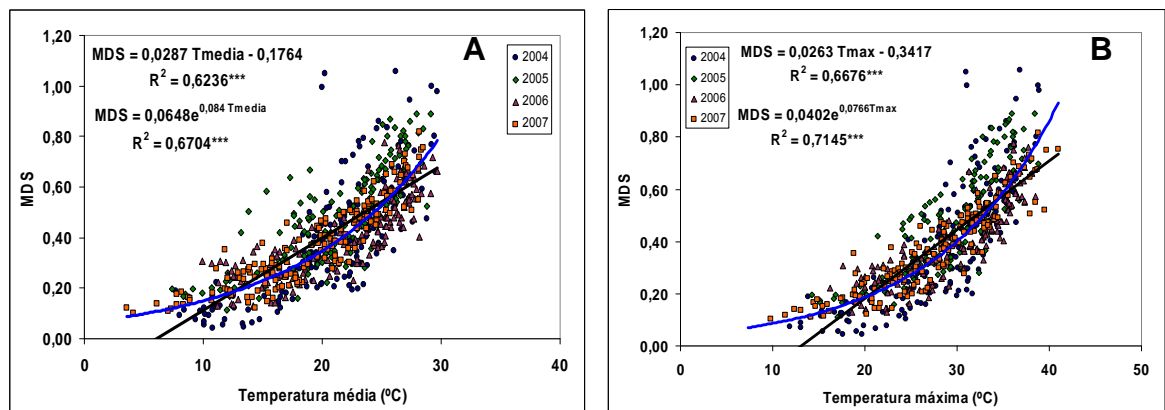 A
MDS = 0,0287 Tmedia - 0,1764
R2 = 0,6236***
MDS = 0,0648e0,084 Tmedia
R2 = 0,6704***
2004
2005
2006
2007
1,20
1,00
0,80
0,60
0,40
0,20
0,00
MDS
0
10
20
30
40
Temperatura média (ºC)
B
MDS = 0,0263 Tmax - 0,3417
R2 = 0,6676***
MDS = 0,0402e0,0766Tmax
R2 = 0,7145***
2004
2005
2006
2007
1,20
1,00
0,80
0,60
0,40
0,20
0,00
MDS
0
10
20
30
40
50
Temperatura máxima (ºC)